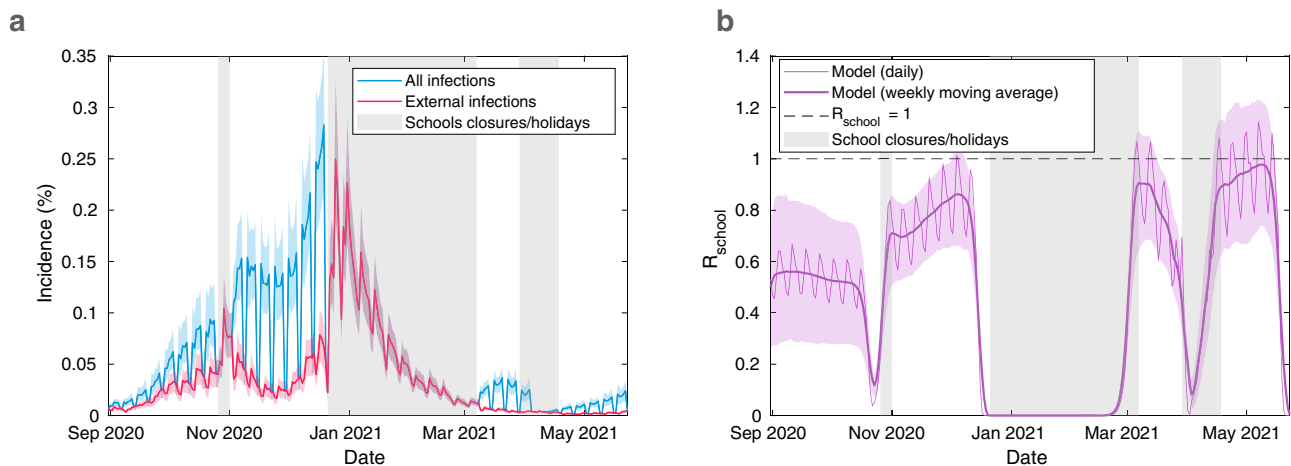 a
0.35
0.3
0.25
0.2
0.15
0.1
0.05
0
Incidence (%)
All infections
External infections
Schools closures/holidays
Sep 2020 Nov 2020 Jan 2021 Mar 2021 May 2021
Date
b
1.4
1.2
1
0.8
0.6
0.4
0.2
0
R_school
Model (daily)
Model (weekly moving average)
R_school = 1
School closures/holidays
Sep 2020 Nov 2020 Jan 2021 Mar 2021 May 2021
Date